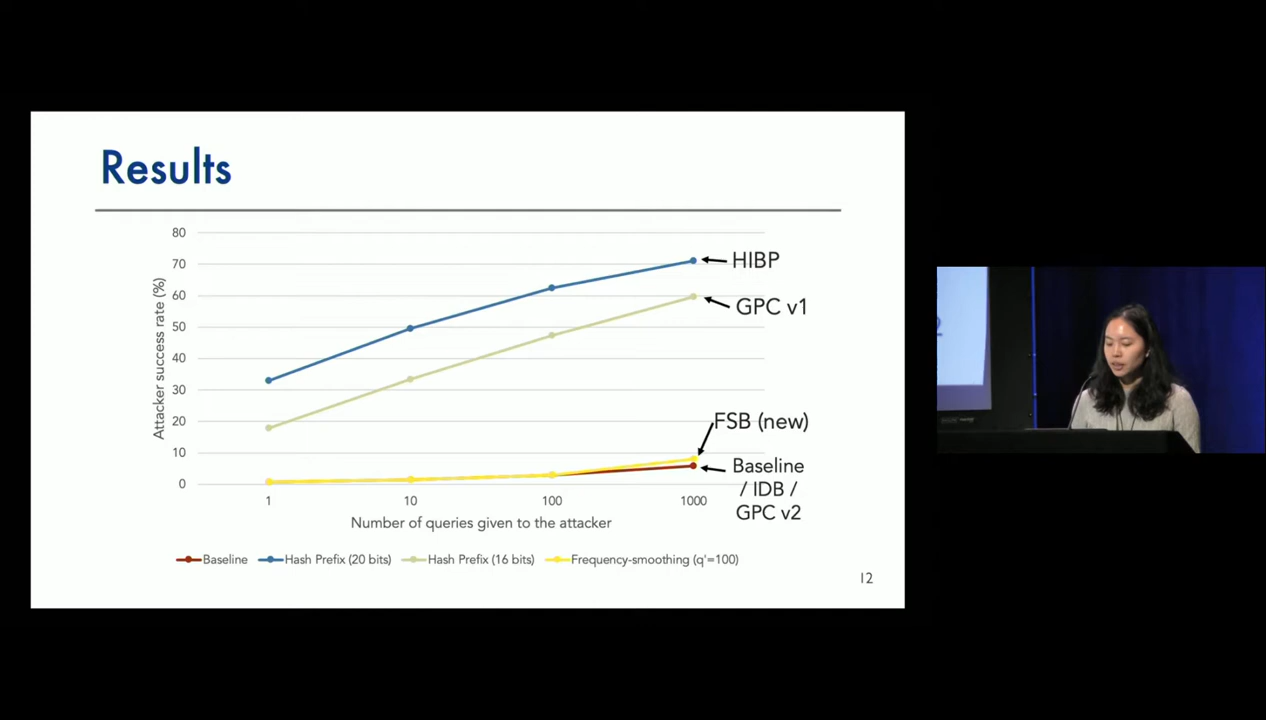 Results
80
70
60
50
40
30
20
10
0
Attacker success rate (%)
1
10
100
1000
Number of queries given to the attacker
HIBP
GPC v1
FSB (new)
Baseline
/ IDB /
GPC v2
Baseline Hash Prefix (20 bits) Hash Prefix (16 bits) Frequency-smoothing (q'=100)
12